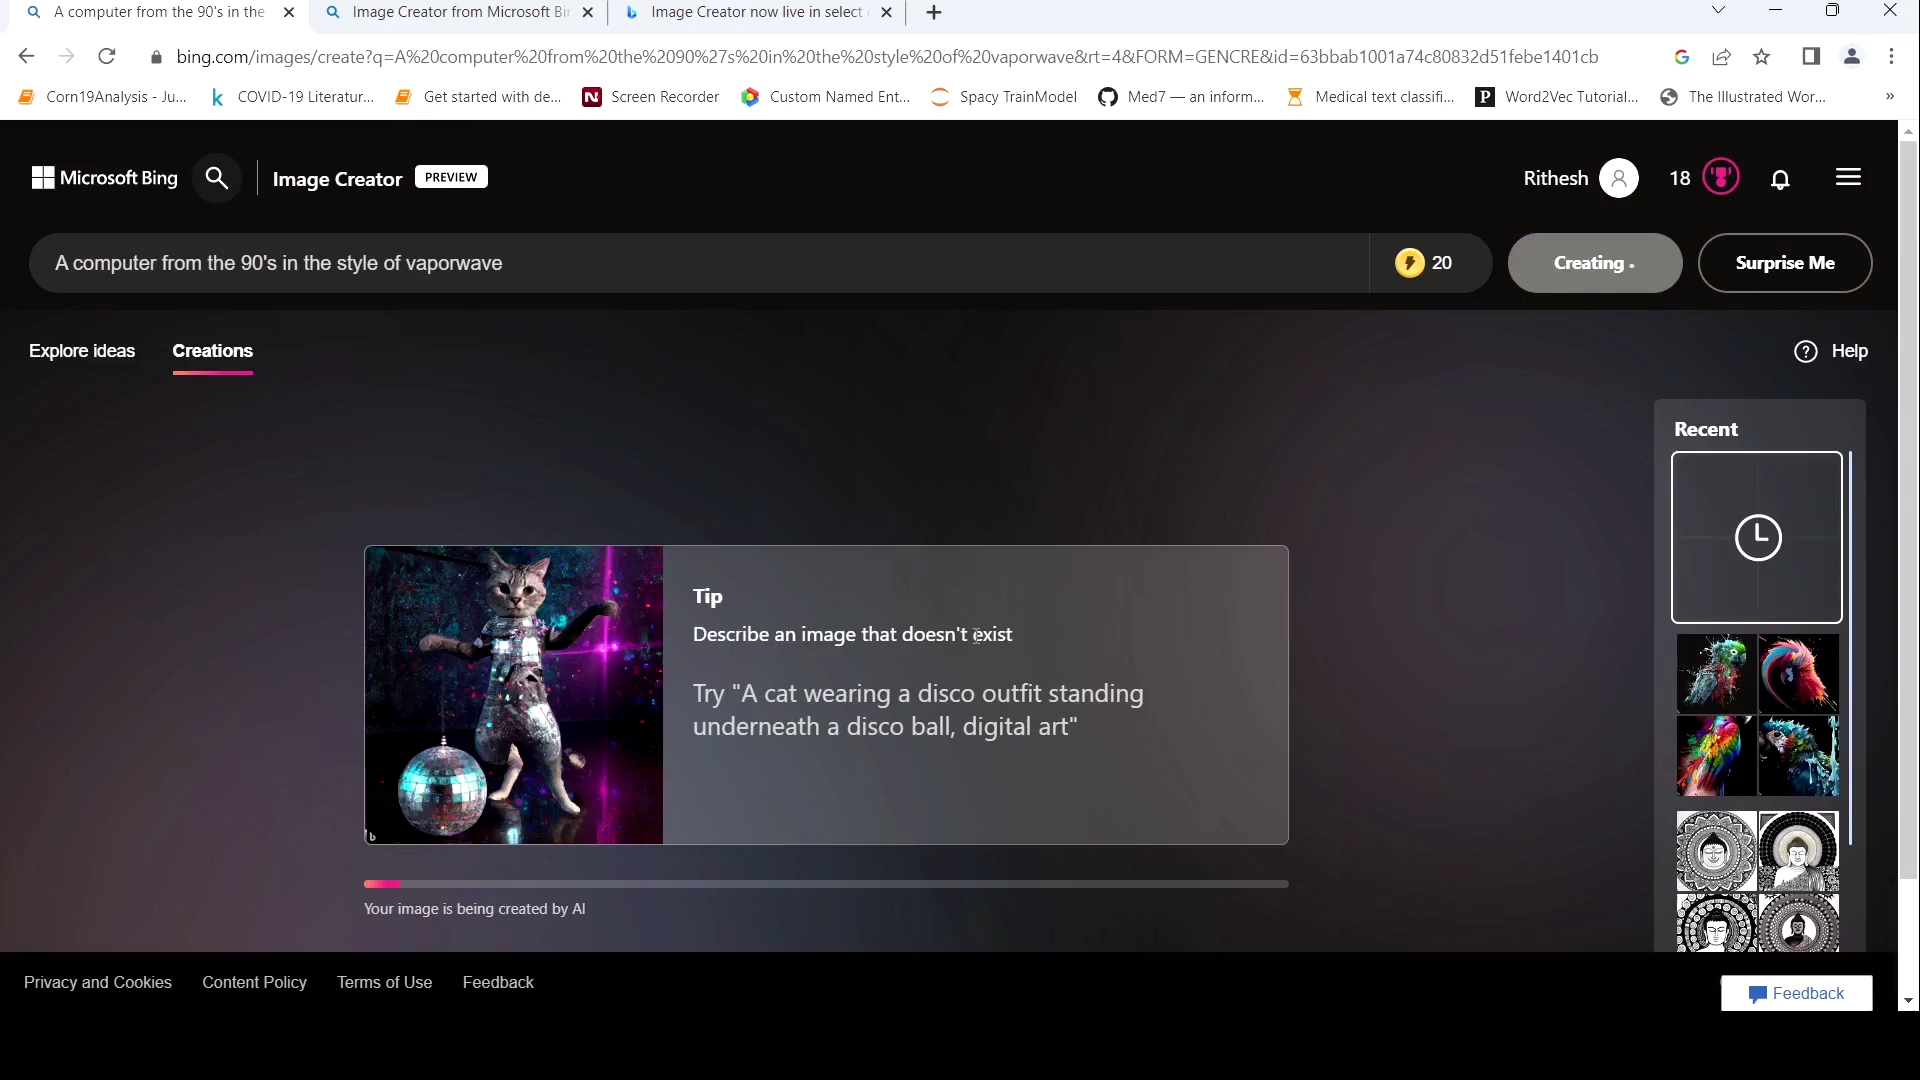 A computer from the 90's in the
Image Creator from Microsoft Bi
Image Creator now live in select
bing.com/images/create?q=A%20computer%20from%20the%2090%27s%20in%20the%20style%20of%20vaporwave&rt=4&FORM=GENCRE&id=63bbab1001a74c80832d51febe1401cb
Corn19Analysis - Ju...
COVID-19 Literatur...
Get started with de...
Screen Recorder
Custom Named Ent...
Spacy TrainModel
Med7 — an inform...
Medical text classifi...
Word2Vec Tutorial...
The Illustrated Wor...
»
Microsoft Bing
Image Creator
PREVIEW
Rithesh
18
A computer from the 90's in the style of vaporwave
20
Creating .
Surprise Me
Explore ideas
Creations
Help
Recent
Tip
Describe an image that doesn't exist
Try "A cat wearing a disco outfit standing
underneath a disco ball, digital art"
Your image is being created by AI
Privacy and Cookies
Content Policy
Terms of Use
Feedback
Feedback